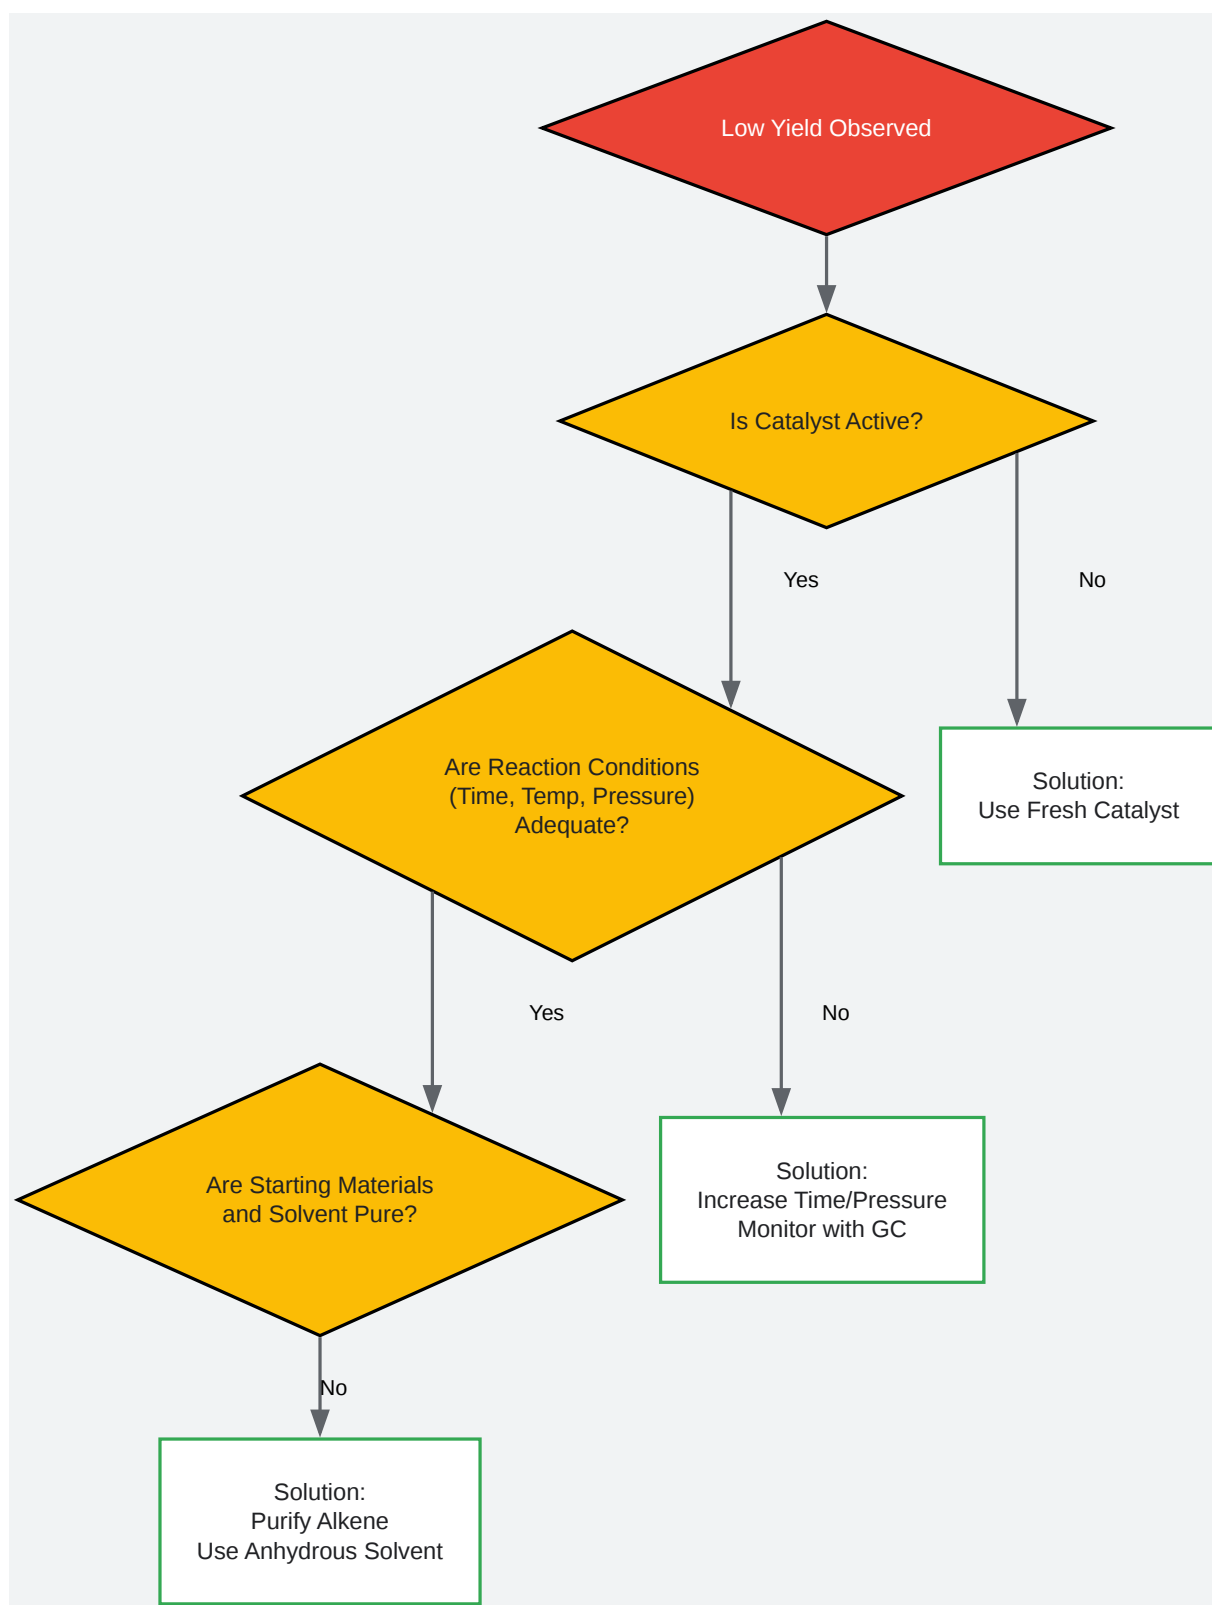 Low Yield Observed
Is Catalyst Active?
Yes
No
Are Reaction Conditions
(Time, Temp, Pressure)
Adequate?
Solution:
Use Fresh Catalyst
Yes
No
Are Starting Materials
and Solvent Pure?
Solution:
Increase Time/Pressure
Monitor with GC
No
Solution:
Purify Alkene
Use Anhydrous Solvent